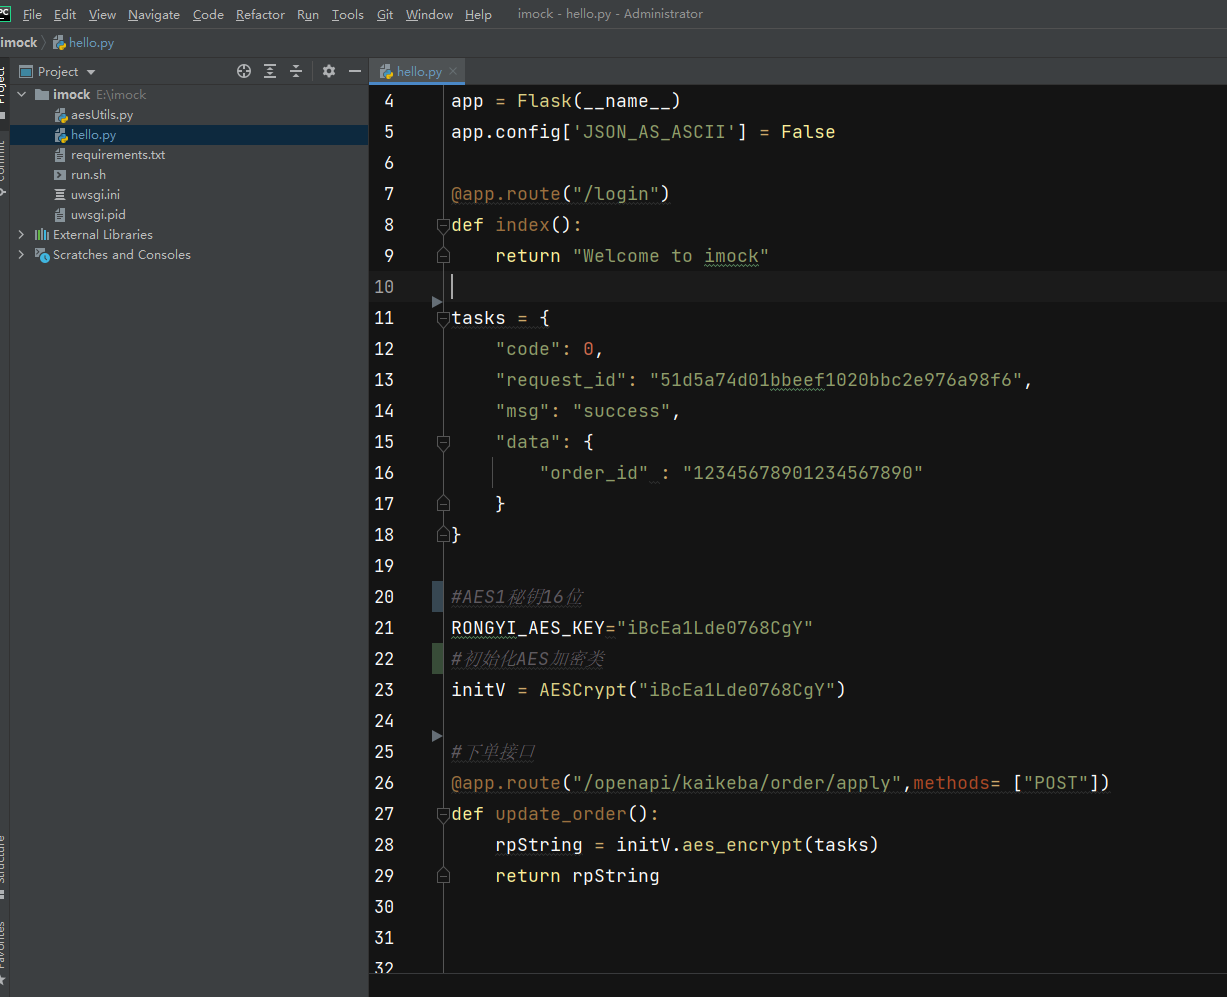 PC File Edit View Navigate Code Refactor Run Tools Git Window Help imock - hello.py - Administrator
imock hello.py
Project
hello.py
Project
imock E:\imock
aesUtils.py
hello.py
requirements.txt
run.sh
uwsgi.ini
uwsgi.pid
External Libraries
Scratches and Consoles
Commit
Structure
Favorites
4 app = Flask(__name__)
5 app.config['JSON_AS_ASCII'] = False
6
7 @app.route("/login")
8 def index():
9 return "Welcome to imock"
10
11 tasks = {
12 "code": 0,
13 "request_id": "51d5a74d01bbeef1020bbc2e976a98f6",
14 "msg": "success",
15 "data": {
16 "order_id" : "12345678901234567890"
17 }
18 }
19
20 #AES1秘钥16位
21 RONGYI_AES_KEY="iBcEa1Lde0768CgY"
22 #初始化AES加密类
23 initV = AESCrypt("iBcEa1Lde0768CgY")
24
25 #下单接口
26 @app.route("/openapi/kaikeba/order/apply",methods= ["POST"])
27 def update_order():
28 rpString = initV.aes_encrypt(tasks)
29 return rpString
30
31
32